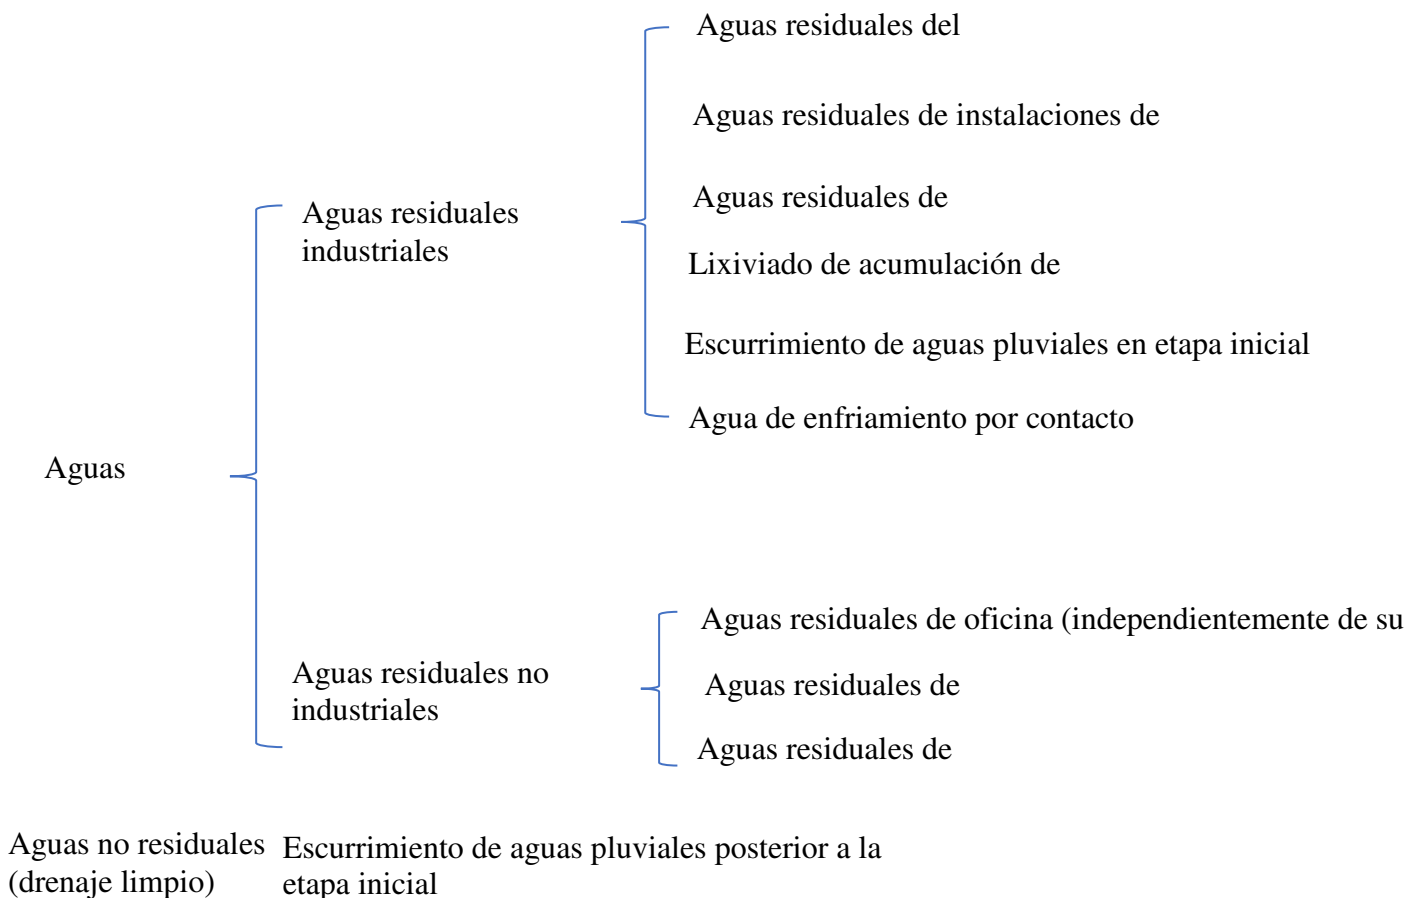 Aguas residuales del
Aguas residuales de instalaciones de
Aguas residuales de
Aguas residuales
industriales
Lixiviado de acumulación de
Escurrimiento de aguas pluviales en etapa inicial
Agua de enfriamiento por contacto
Aguas
Aguas residuales de oficina (independientemente de su
Aguas residuales no
industriales
Aguas residuales de
Aguas residuales de
Aguas no residuales
(drenaje limpio)
Escurrimiento de aguas pluviales posterior a la
etapa inicial